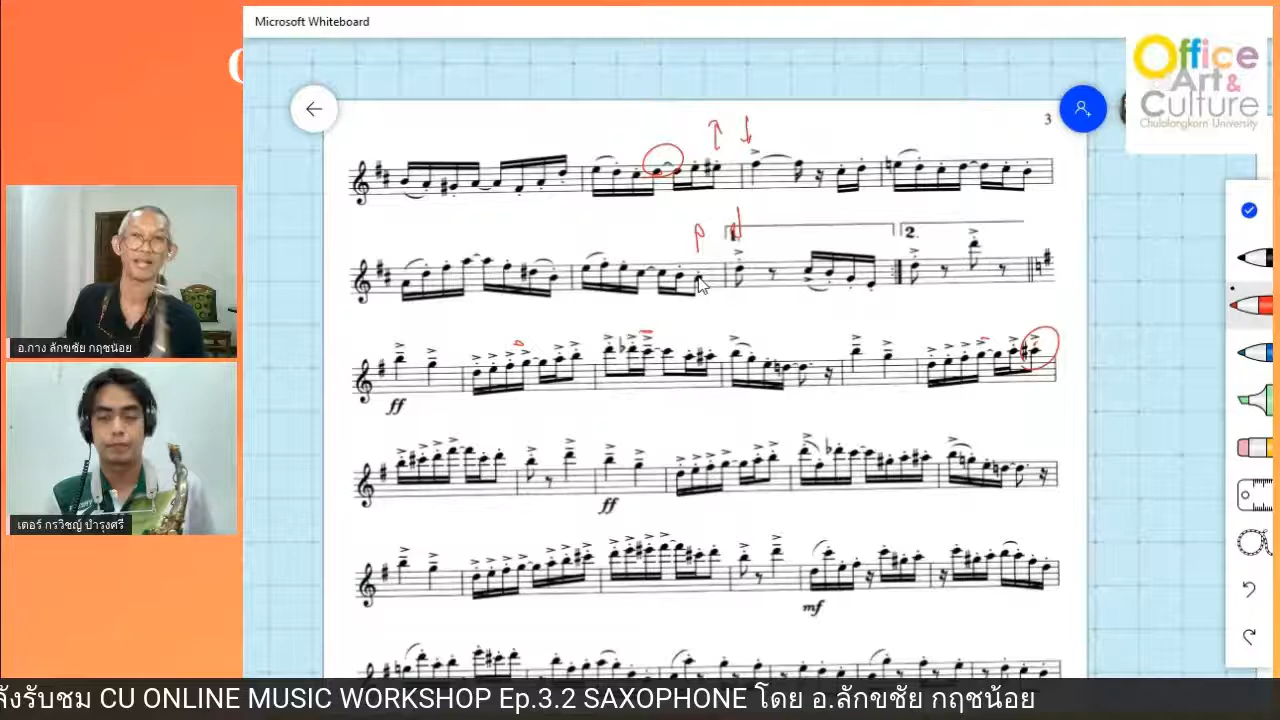 Microsoft Whiteboard
Office
Art &
Culture
Chulalongkorn University
3
1.
2.
ff
ff
mf
อ.กาง ลักขชัย กฤชน้อย
เตอร์ กรวิชญ์ บำรุงศรี
ังรับชม CU ONLINE MUSIC WORKSHOP Ep.3.2 SAXOPHONE โดย อ.ลักขชัย กฤชน้อย